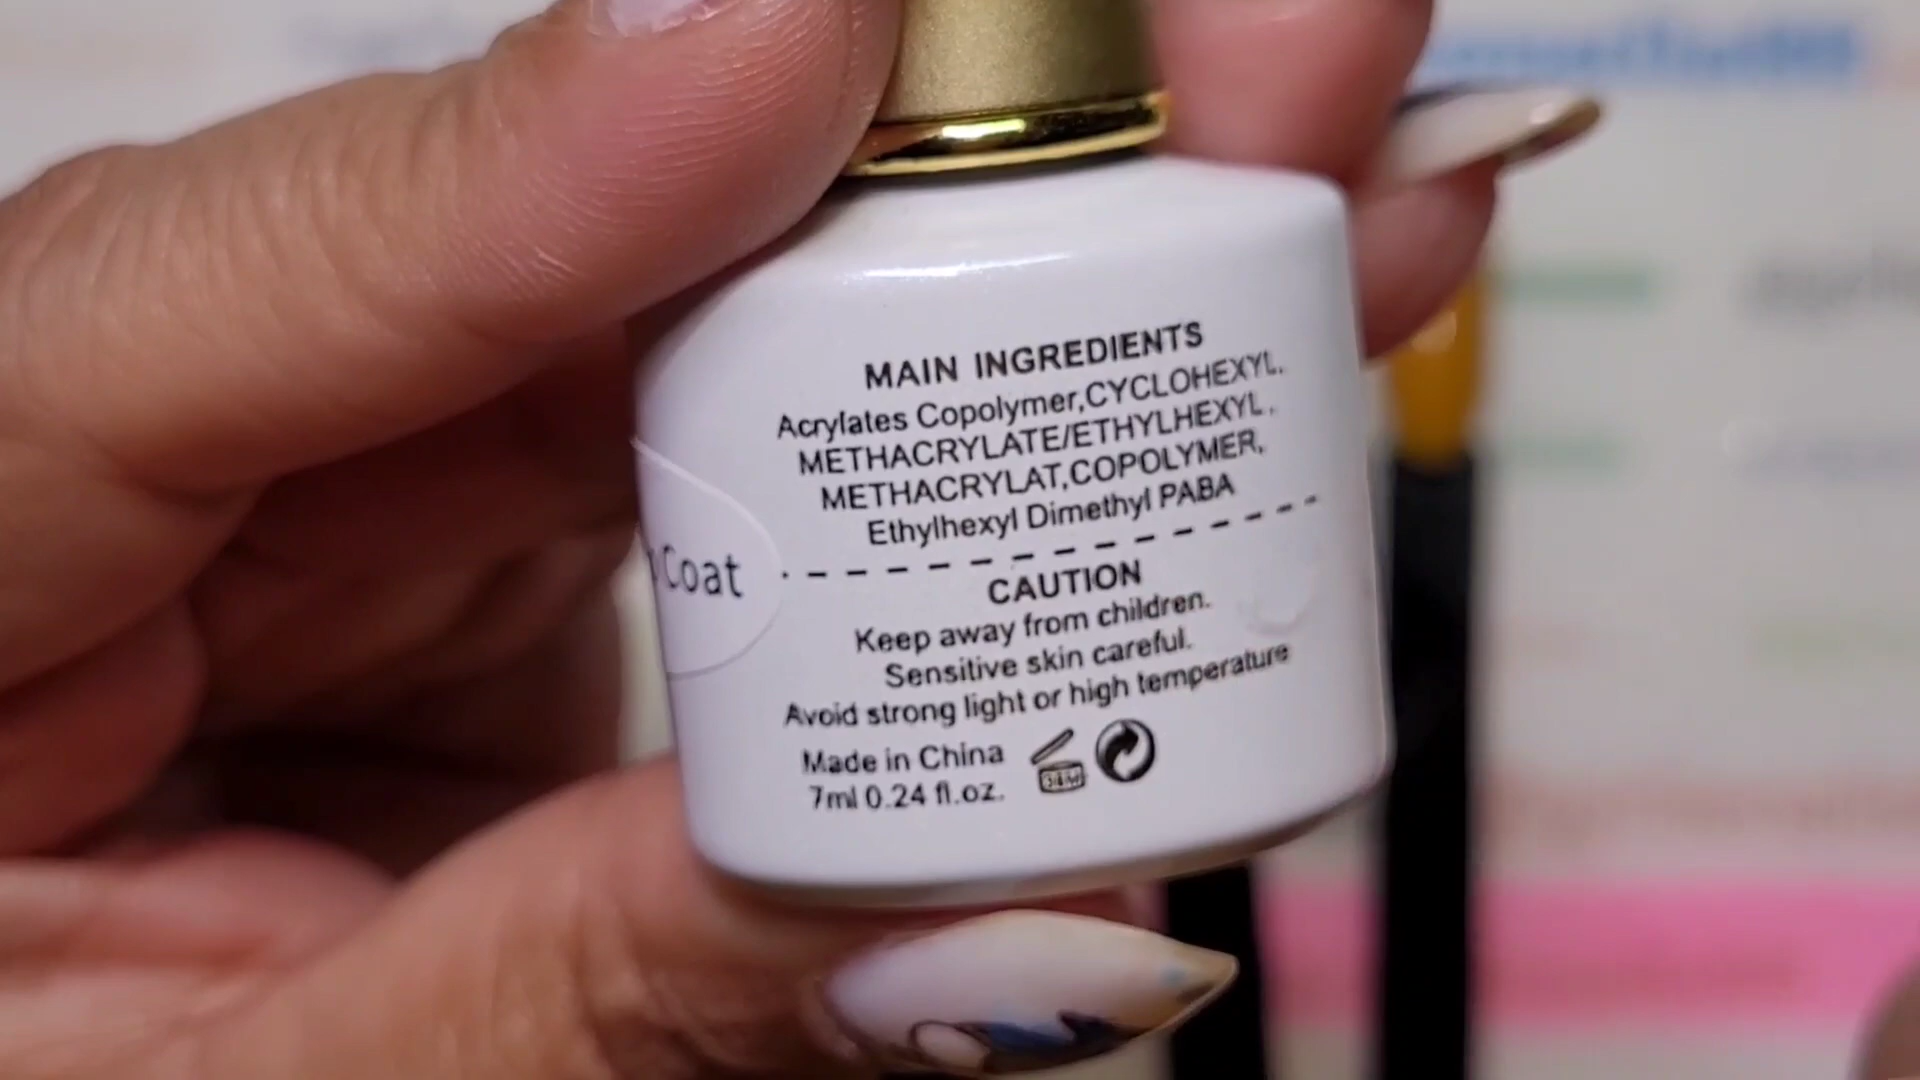 MAIN INGREDIENTS
Acrylates Copolymer,CYCLOHEXYL.
METHACRYLATE/ETHYLHEXYL.
METHACRYLAT,COPOLYMER,
Ethylhexyl Dimethyl PABA
Coat
CAUTION
Keep away from children.
Sensitive skin careful.
Avoid strong light or high temperature
Made in China
7ml 0.24 fl.oz.